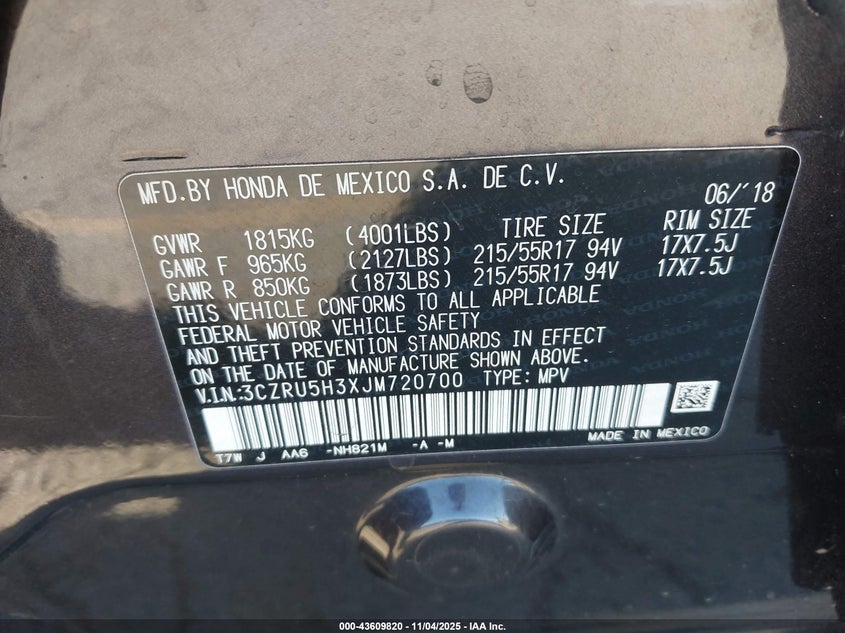 MFD.BY HONDA DE MEXICO S.A. DE C.V. 06/'18
GVWR 1815KG (4001LBS) TIRE SIZE RIM SIZE
GAWR F 965KG (2127LBS) 215/55R17 94V 17X7.5J
GAWR R 850KG (1873LBS) 215/55R17 94V 17X7.5J
THIS VEHICLE CONFORMS TO ALL APPLICABLE
FEDERAL MOTOR VEHICLE SAFETY
AND THEFT PREVENTION STANDARDS IN EFFECT
ON THE DATE OF MANUFACTURE SHOWN ABOVE.
V.I.N:3CZRU5H3XJM720700 TYPE: MPV
T7W J AA6 -NH821M -A -M MADE IN MEXICO
000-43609820 - 11/04/2025 - IAA Inc.